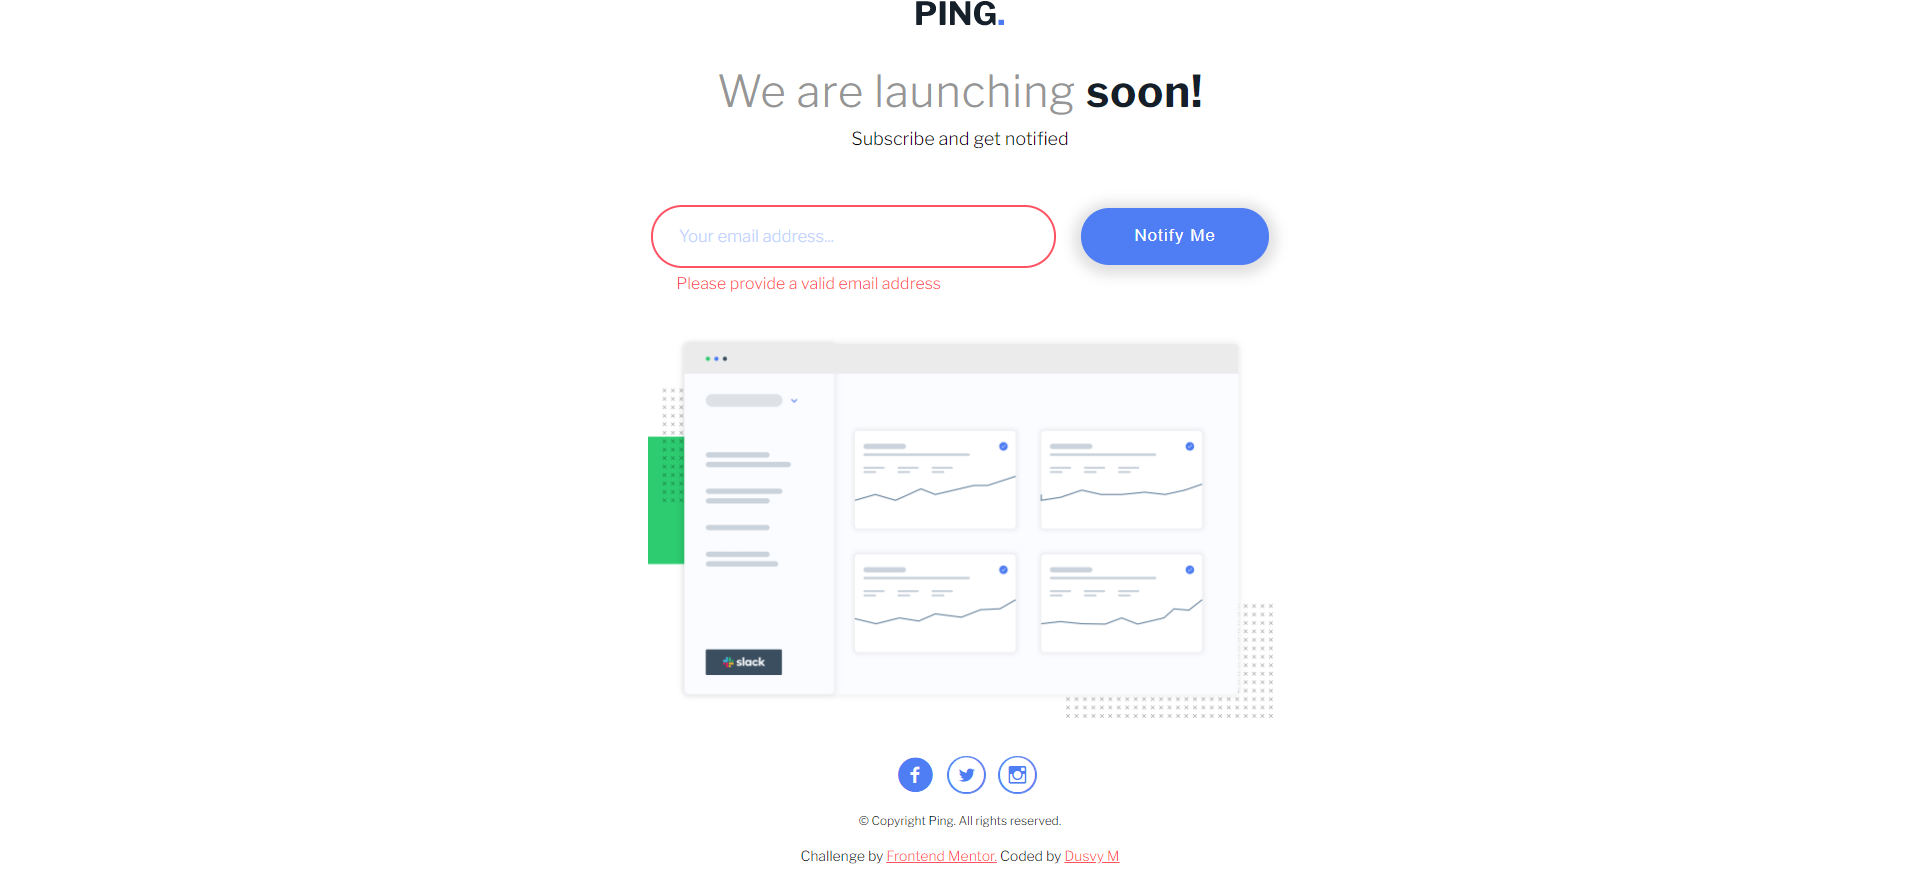 PING.
We are launching soon!
Subscribe and get notified
Your email address...
Notify Me
Please provide a valid email address
slack
© Copyright Ping. All rights reserved.
Challenge by Frontend Mentor. Coded by Dusvy M